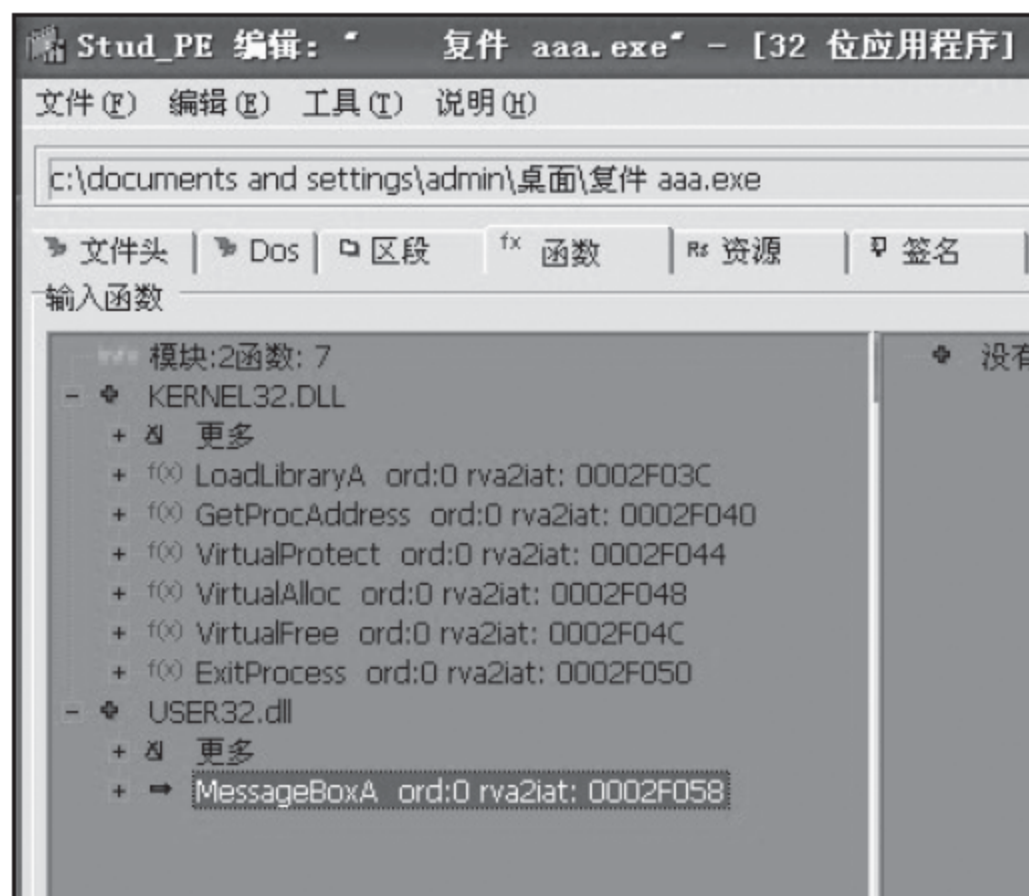 Stud_PE 编辑: “ 复件 aaa.exe” - [32 位应用程序]
文件(F) 编辑(E) 工具(T) 说明(H)
c:\documents and settings\admin\桌面\复件 aaa.exe
文件头 Dos 区段 fx 函数 Rs 资源 签名
输入函数
模块:2函数: 7
没有
KERNEL32.DLL
更多
f(x) LoadLibraryA ord:0 rva2iat: 0002F03C
f(x) GetProcAddress ord:0 rva2iat: 0002F040
f(x) VirtualProtect ord:0 rva2iat: 0002F044
f(x) VirtualAlloc ord:0 rva2iat: 0002F048
f(x) VirtualFree ord:0 rva2iat: 0002F04C
f(x) ExitProcess ord:0 rva2iat: 0002F050
USER32.dll
更多
MessageBoxA ord:0 rva2iat: 0002F058